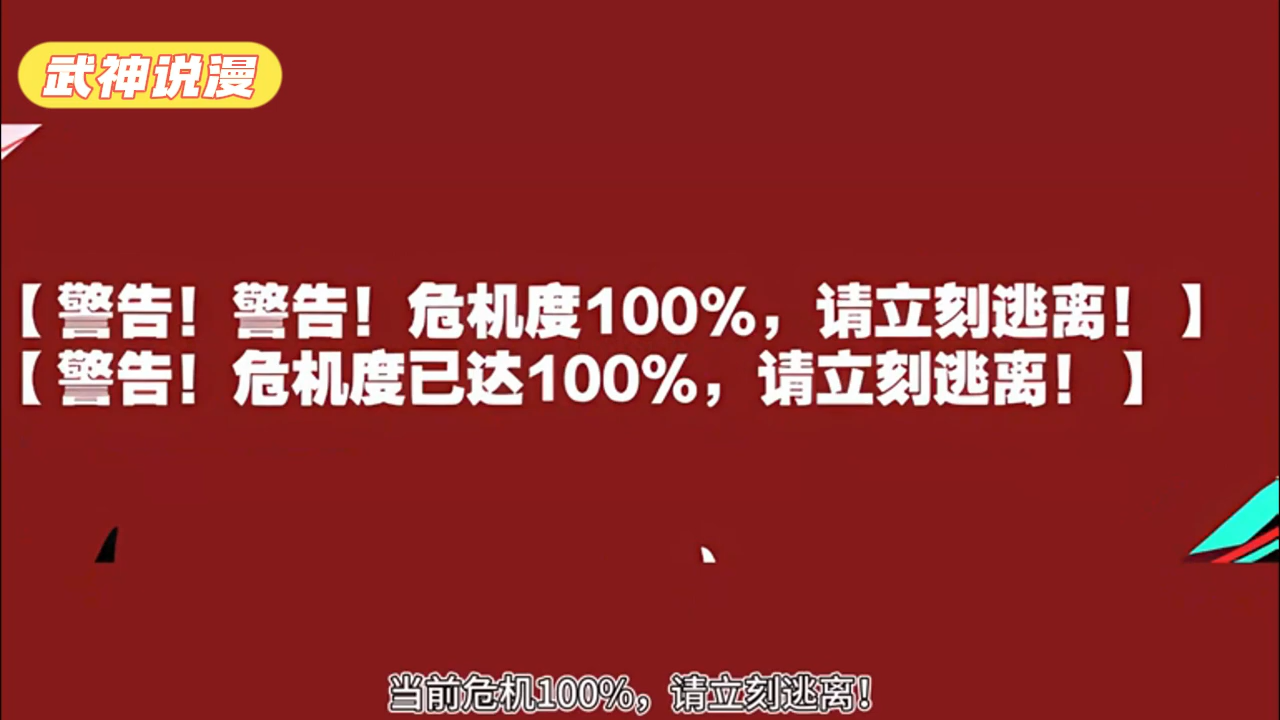 武神说漫
【警告！警告！危机度100%，请立刻逃离！】
【警告！危机度已达100%，请立刻逃离！】
当前危机100%，请立刻逃离！